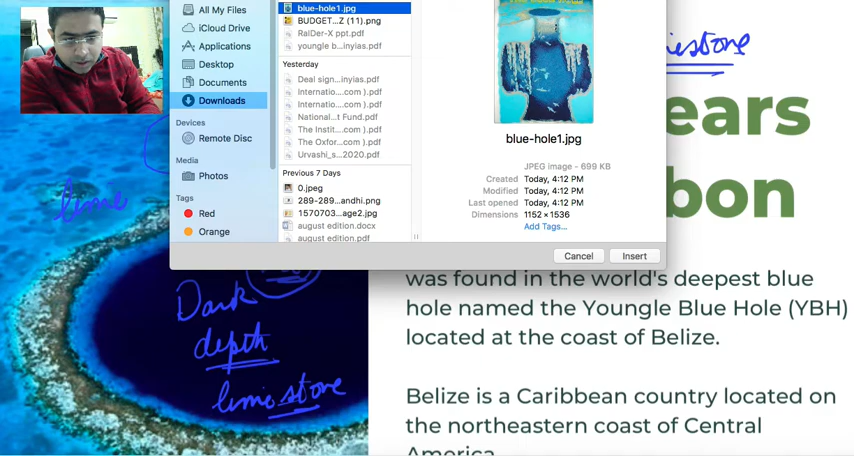 All My Files
iCloud Drive
Applications
Desktop
Documents
Downloads
Devices
Remote Disc
Media
Photos
Tags
Red
Orange
blue-hole1.jpg
BUDGET...Z (11).png
RaIDer-X ppt.pdf
youngle b...inyias.pdf
Yesterday
Deal sign...inyias.pdf
Internatio...com ).pdf
Internatio...com ).pdf
National...t Fund.pdf
The Instit...com ).pdf
The Oxfor...com ).pdf
Urvashi_s...2020.pdf
Previous 7 Days
0.jpeg
289-289...andhi.png
1570703...age2.jpg
august edition.docx
august edition.pdf
blue-hole1.jpg
JPEG image - 699 KB
Created Today, 4:12 PM
Modified Today, 4:12 PM
Last opened Today, 4:12 PM
Dimensions 1152 × 1536
Add Tags...
Cancel
Insert
ears
bon
was found in the world's deepest blue
hole named the Youngle Blue Hole (YBH)
located at the coast of Belize.
Belize is a Caribbean country located on
the northeastern coast of Central
America
lime
Dark
depth
limestone